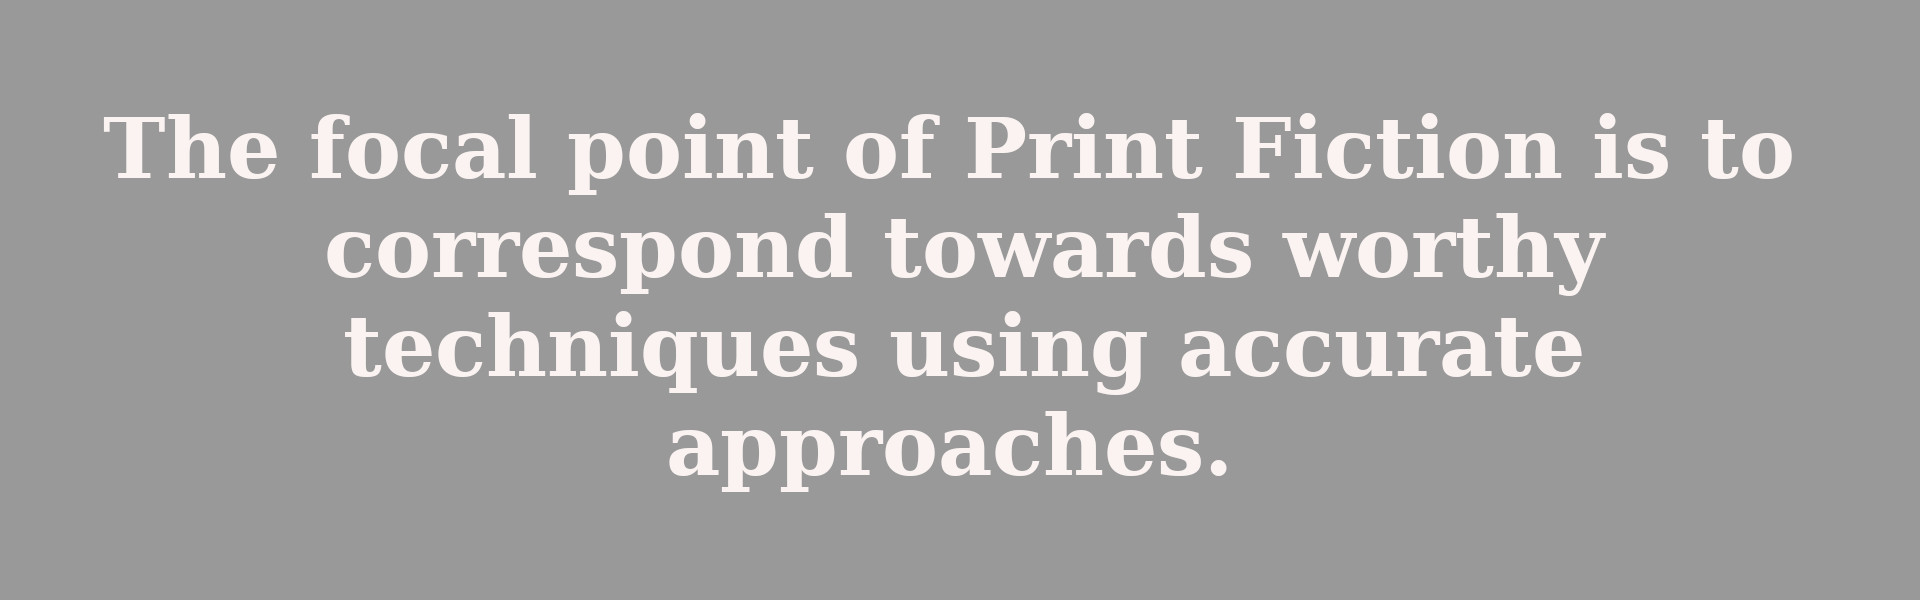 The focal point of Print Fiction is to
correspond towards worthy
techniques using accurate
approaches.